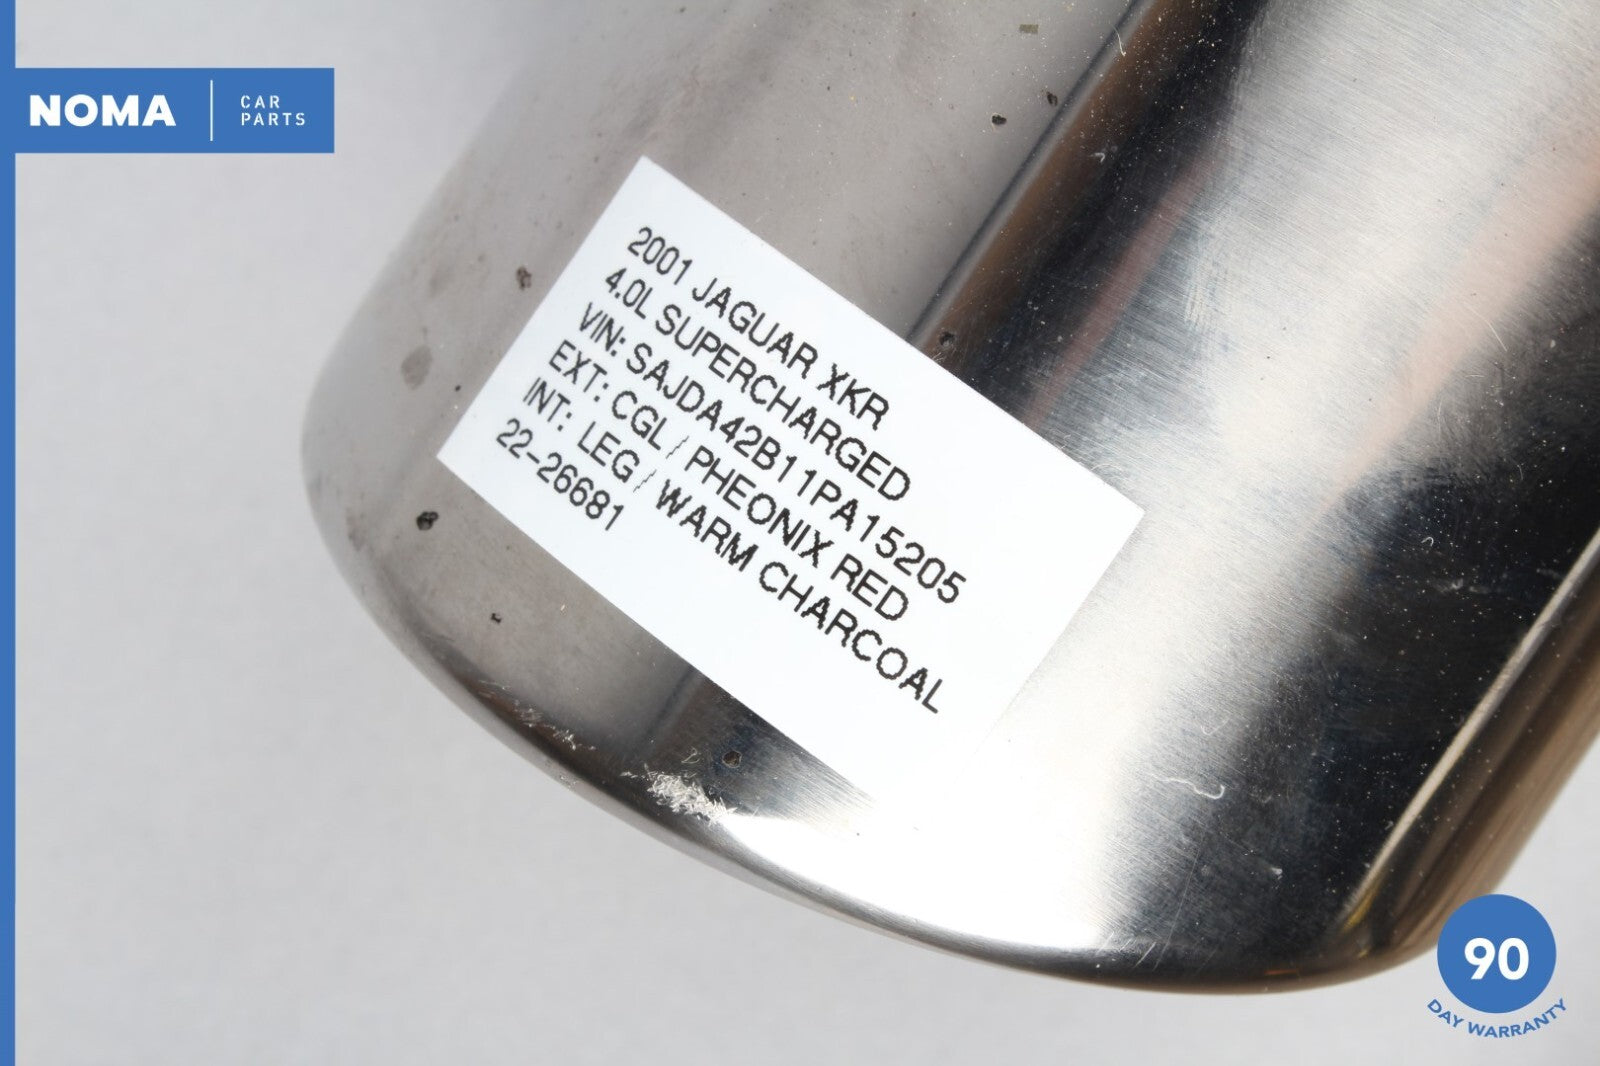 NOMA
CAR
PARTS
2001 JAGUAR XKR
4.0L SUPERCHARGED
VIN: SAJDA42B11PA15205
EXT: CGL / PHEONIX RED
INT: LEG / WARM CHARCOAL
22-26681
90
DAY WARRANTY